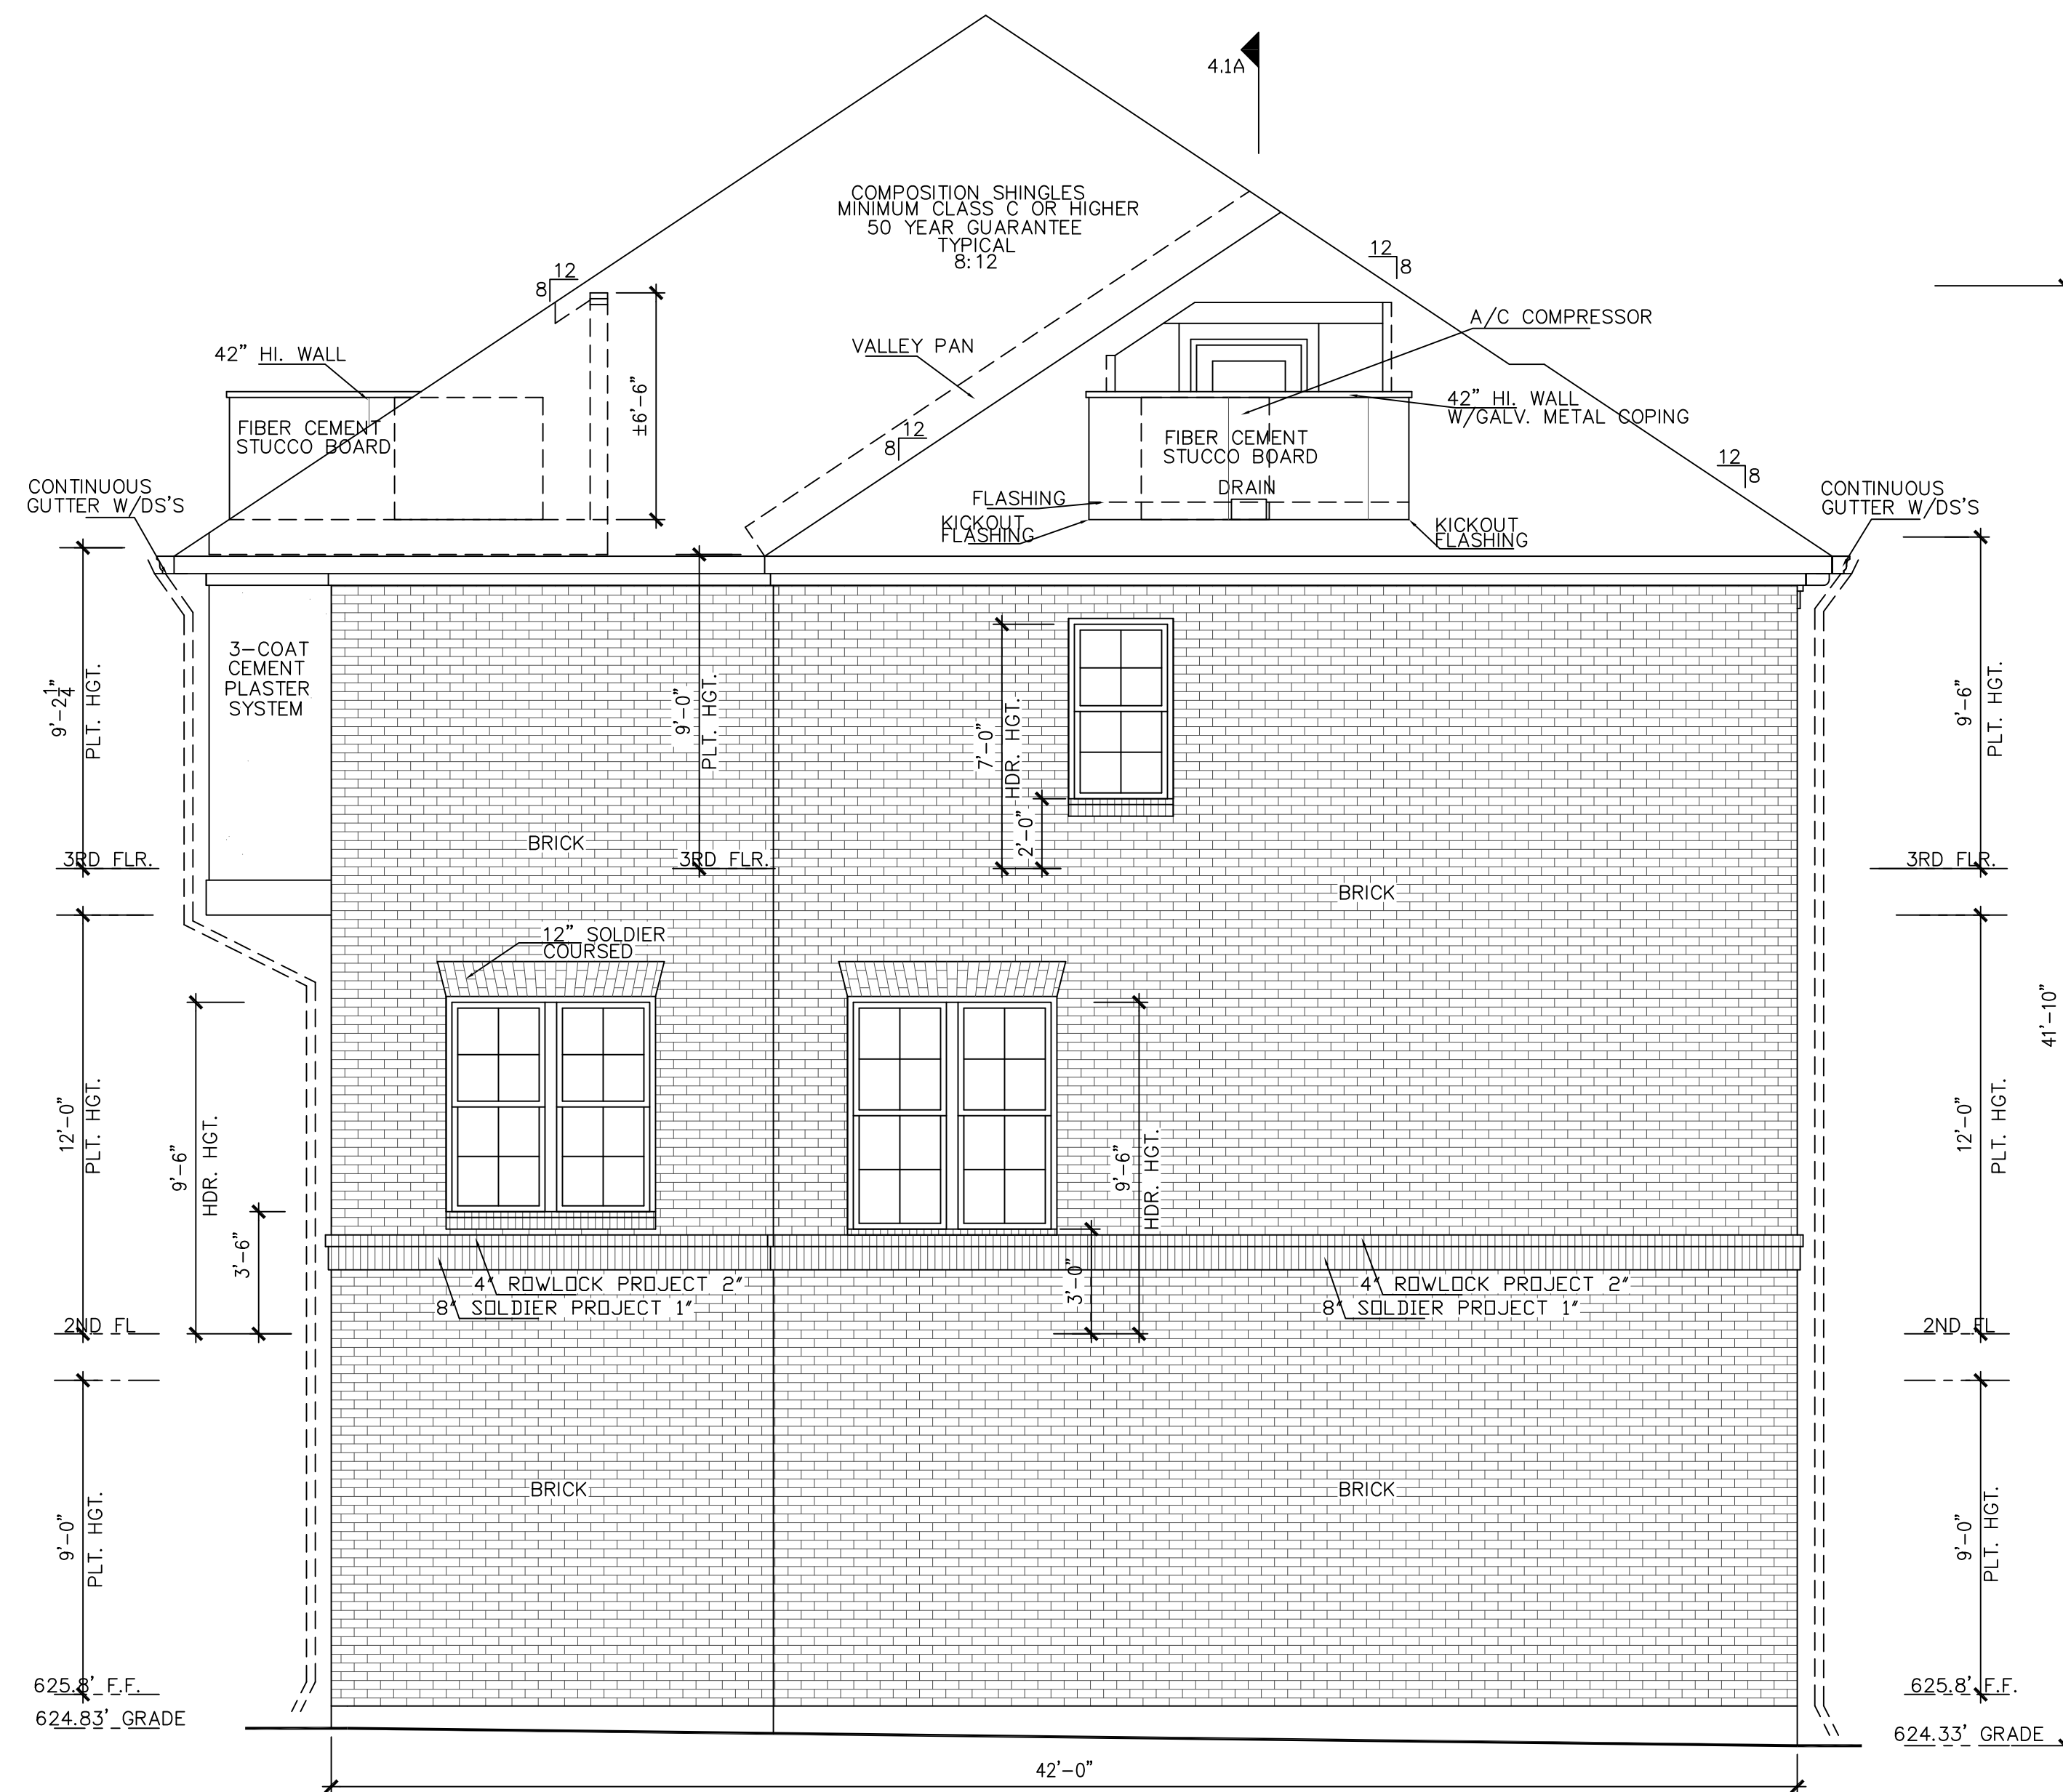 4.1A
COMPOSITION SHINGLES
MINIMUM CLASS C OR HIGHER
50 YEAR GUARANTEE
TYPICAL
8:12
12
8
12
8
A/C COMPRESSOR
42" HI. WALL
VALLEY PAN
±6'-6"
42" HI. WALL
W/GALV. METAL COPING
FIBER CEMENT
STUCCO BOARD
12
8
FIBER CEMENT
STUCCO BOARD
12
8
CONTINUOUS
GUTTER W/DS'S
FLASHING
DRAIN
CONTINUOUS
GUTTER W/DS'S
KICKOUT
FLASHING
KICKOUT
FLASHING
3-COAT
CEMENT
PLASTER
SYSTEM
9'-2 1/4"
PLT. HGT.
9'-0"
PLT. HGT.
7'-0"
HDR. HGT.
2'-0"
9'-6"
PLT. HGT.
BRICK
3RD FLR.
3RD FLR.
3RD FLR.
BRICK
12" SOLDIER
COURSED
41'-10"
12'-0"
PLT. HGT.
9'-6"
HDR. HGT.
3'-6"
9'-6"
HDR. HGT.
3'-0"
12'-0"
PLT. HGT.
4" ROWLOCK PROJECT 2"
8" SOLDIER PROJECT 1"
4" ROWLOCK PROJECT 2"
8" SOLDIER PROJECT 1"
2ND FL
2ND FL
BRICK
BRICK
9'-0"
PLT. HGT.
9'-0"
PLT. HGT.
625.8' F.F.
624.83' GRADE
625.8' F.F.
624.33' GRADE
42'-0"